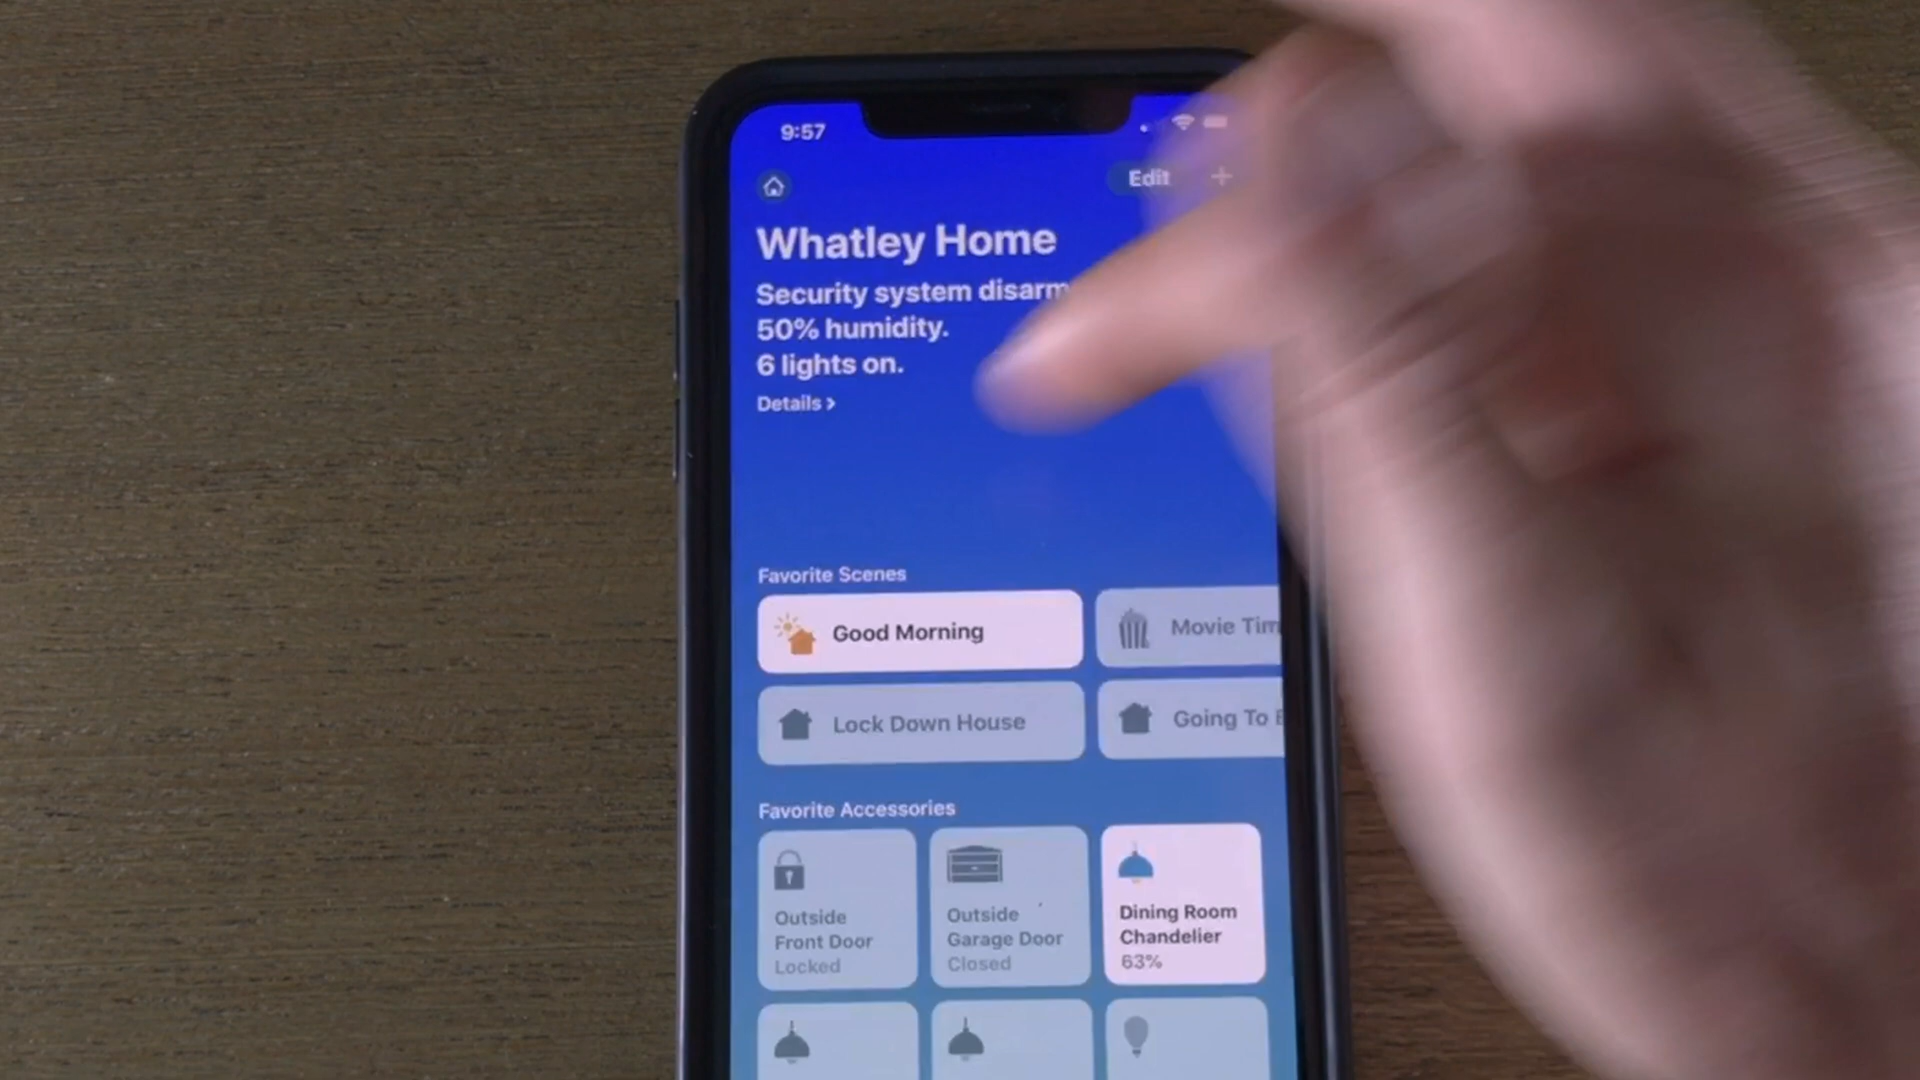 9:57
Edit +
Whatley Home
Security system disarm
50% humidity.
6 lights on.
Details >
Favorite Scenes
Good Morning
Movie Tim
Lock Down House
Going To
Favorite Accessories
Outside
Front Door
Locked
Outside
Garage Door
Closed
Dining Room
Chandelier
63%